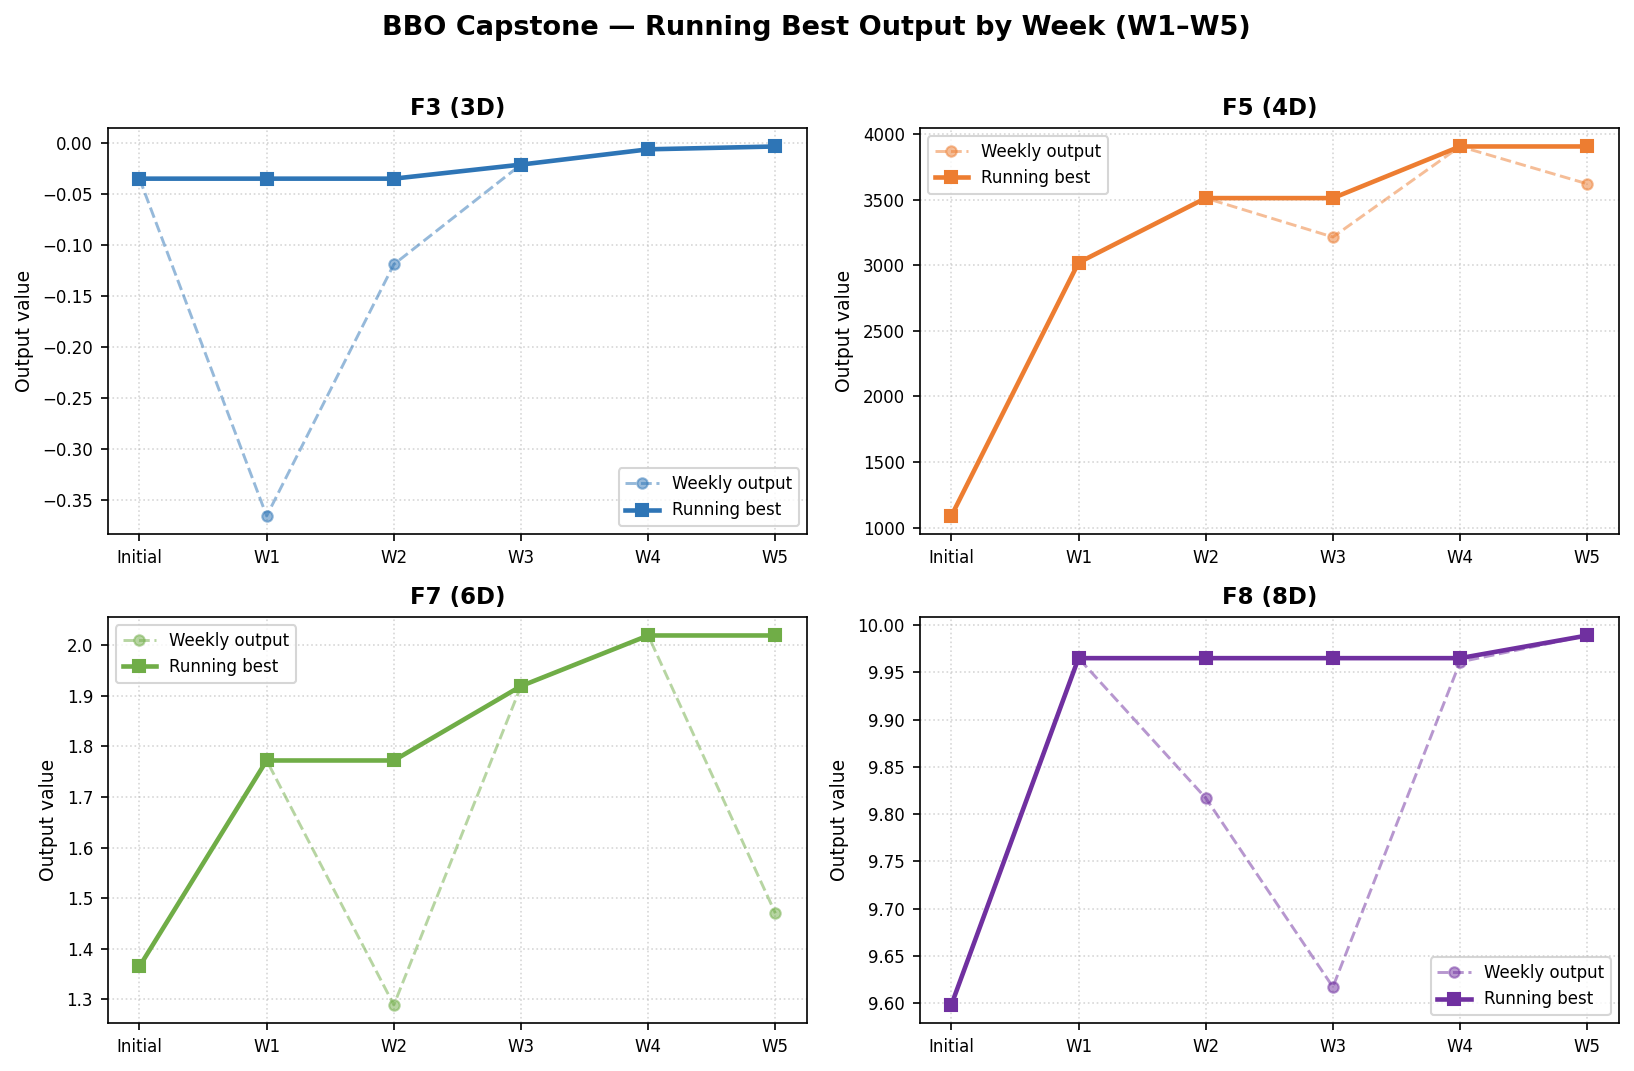 BBO Capstone — Running Best Output by Week (W1–W5)
F3 (3D)
Output value
0.00
−0.05
−0.10
−0.15
−0.20
−0.25
−0.30
−0.35
Weekly output
Running best
Initial W1 W2 W3 W4 W5
F5 (4D)
Output value
4000
3500
3000
2500
2000
1500
1000
Weekly output
Running best
Initial W1 W2 W3 W4 W5
F7 (6D)
Output value
2.0
1.9
1.8
1.7
1.6
1.5
1.4
1.3
Weekly output
Running best
Initial W1 W2 W3 W4 W5
F8 (8D)
Output value
10.00
9.95
9.90
9.85
9.80
9.75
9.70
9.65
9.60
Weekly output
Running best
Initial W1 W2 W3 W4 W5